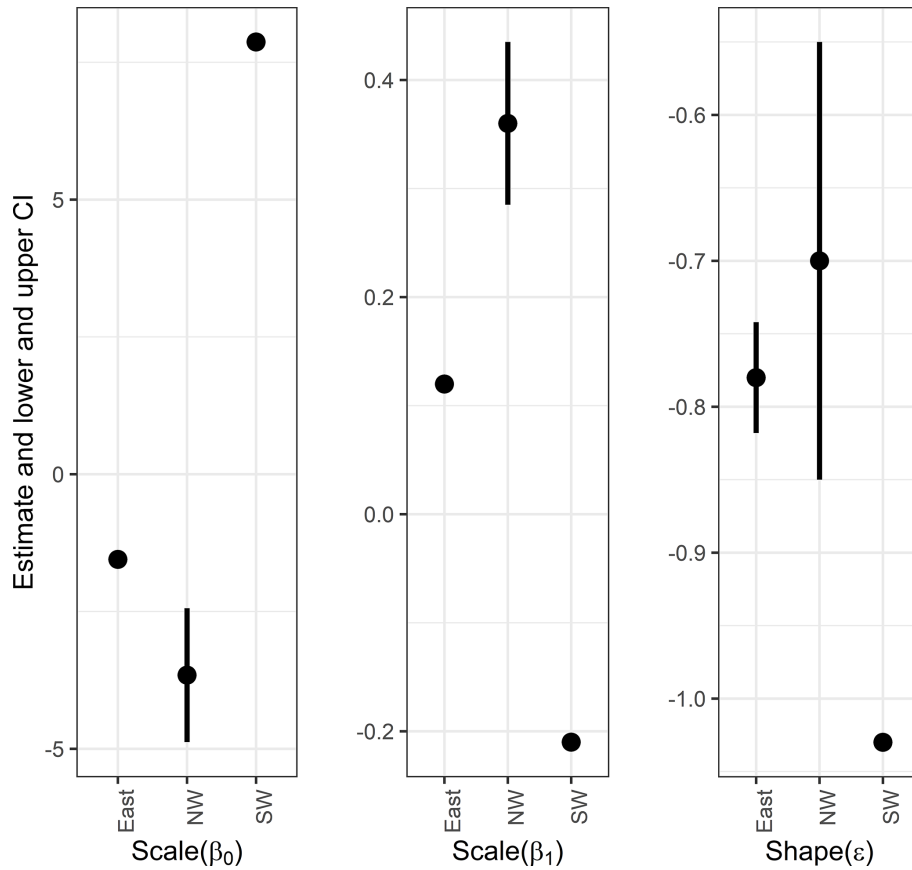 Estimate and lower and upper CI
5
0
-5
East
NW
SW
Scale(β₀)
0.4
0.2
0.0
-0.2
East
NW
SW
Scale(β₁)
-0.6
-0.7
-0.8
-0.9
-1.0
East
NW
SW
Shape(ε)